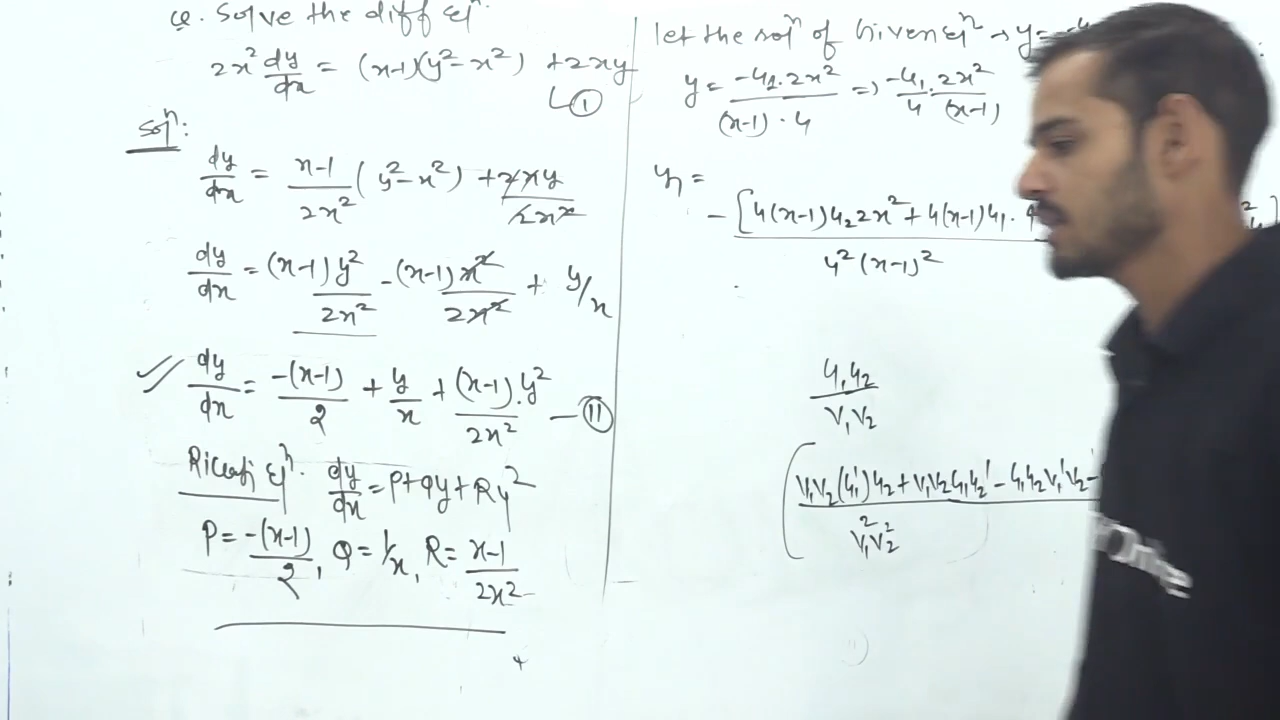 Q. Solve the diff eqⁿ.
2x² dy/dx = (x-1)(y²-x²) + 2xy
↳ ①
Solⁿ:
dy/dx = x-1/2x² (y²-x²) + 2xy/2x²
dy/dx = (x-1)y²/2x² - (x-1)x²/2x² + y/x
dy/dx = -(x-1)/2 + y/x + (x-1).y²/2x² — ⑪
Riccati eqⁿ. dy/dx = P+Qy+Ry²
P = -(x-1)/2, Q = 1/x, R = x-1/2x²
let the solⁿ of Given eqⁿ → y =
y = -u₁.2x²/(x-1).u ⇒ -u₁/u . 2x²/(x-1)
y₁ =
- [u(x-1)u₂2x² + u(x-1)u₁.
u²(x-1)²
u₁u₂/v₁v₂
v₁v₂(u₁')u₂ + v₁v₂u₁u₂' - u₁u₂v₁'v₂ -
v₁²v₂²